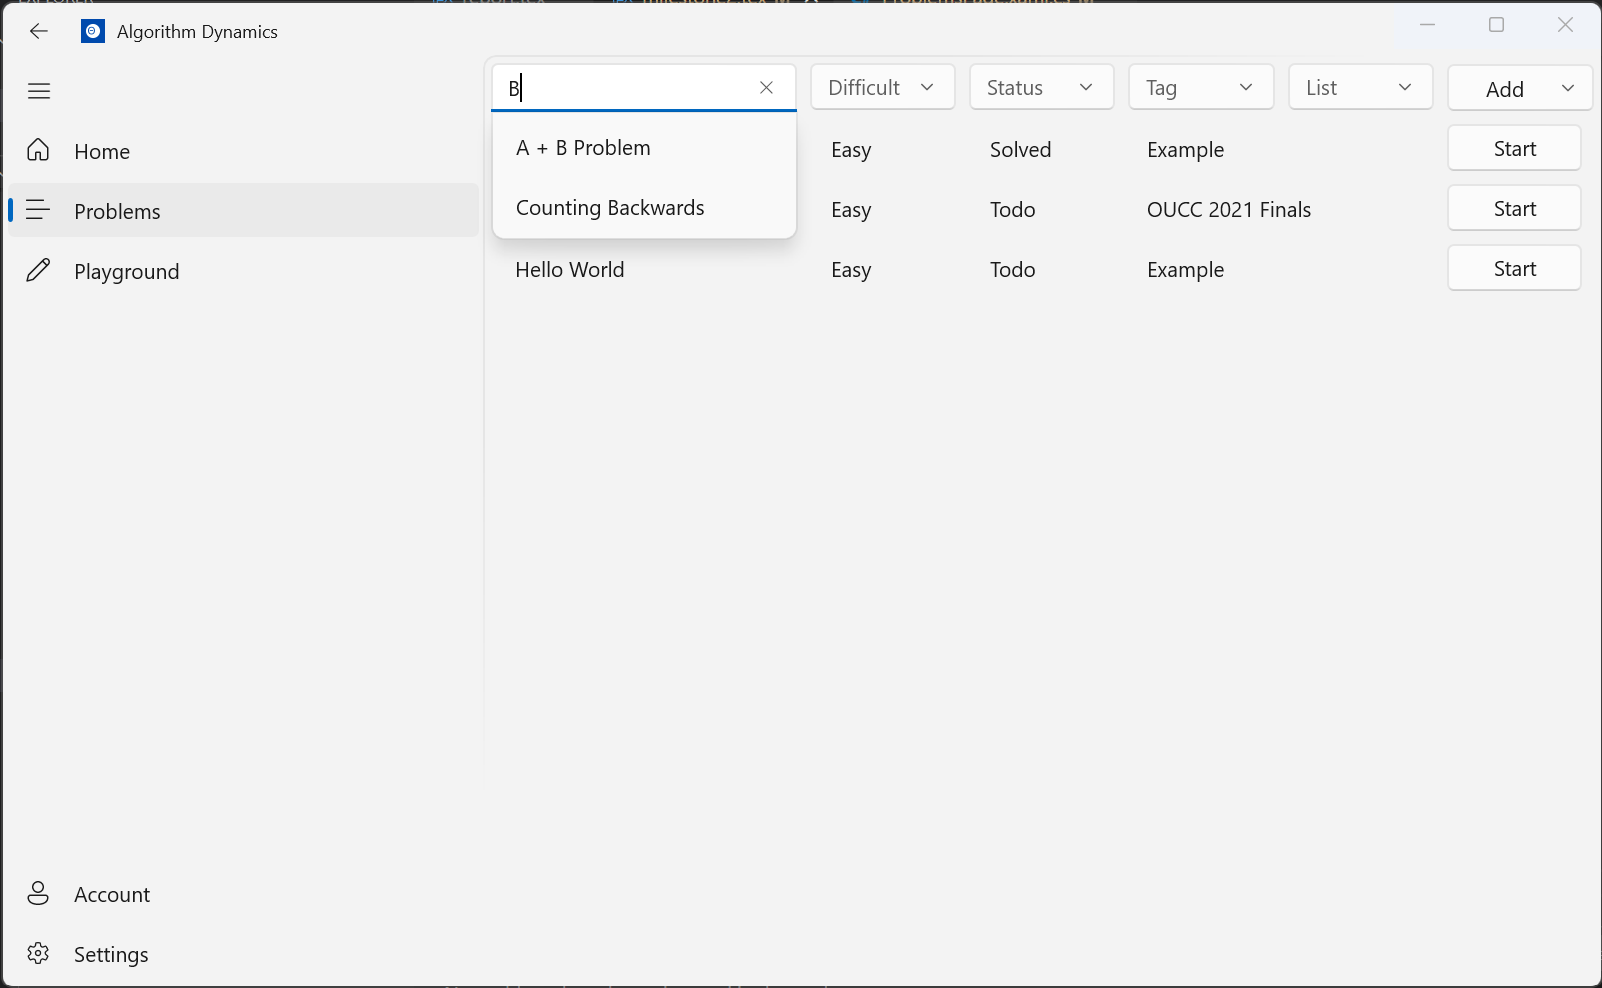 Algorithm Dynamics
B
Difficult
Status
Tag
List
Add
Home
A + B Problem
Easy
Solved
Example
Start
Problems
Counting Backwards
Easy
Todo
OUCC 2021 Finals
Start
Playground
Hello World
Easy
Todo
Example
Start
Account
Settings